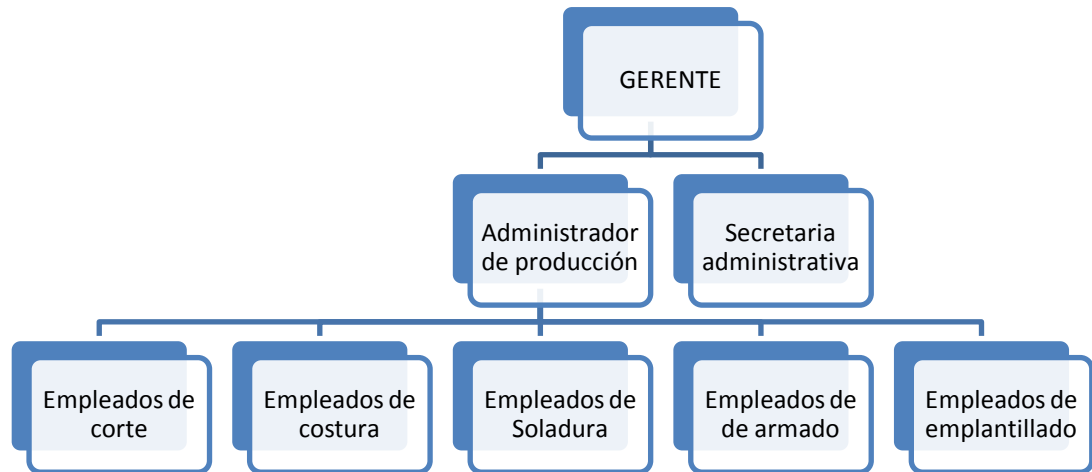 GERENTE
Administrador
de producción
Secretaria
administrativa
Empleados de
corte
Empleados de
costura
Empleados de
Soladura
Empleados de
de armado
Empleados de
emplantillado